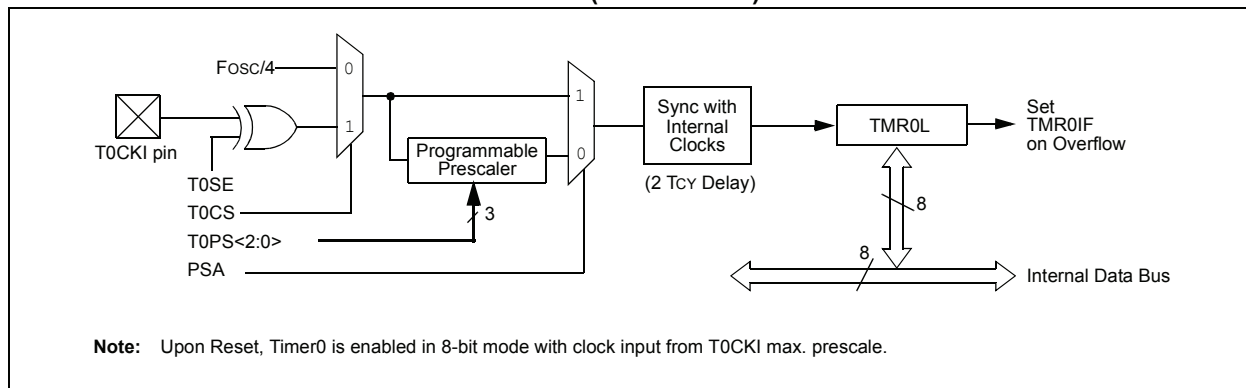 FOSC/4
0
1
T0CKI pin
T0SE
T0CS
T0PS<2:0>
PSA
Programmable
Prescaler
3
1
0
Sync with
Internal
Clocks
(2 TCY Delay)
TMR0L
Set
TMR0IF
on Overflow
8
8
Internal Data Bus
Note: Upon Reset, Timer0 is enabled in 8-bit mode with clock input from T0CKI max. prescale.